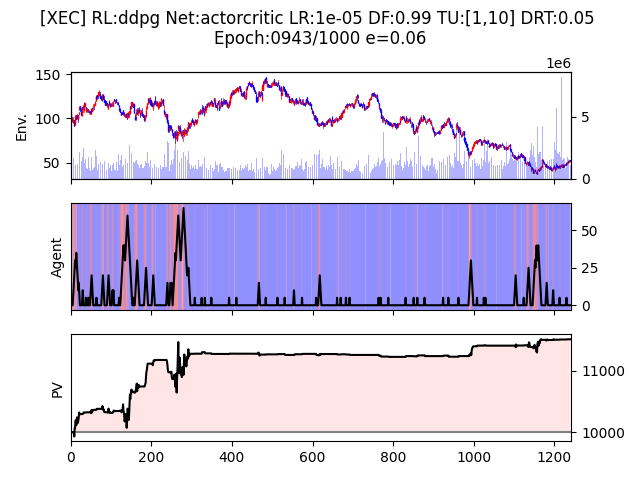 [XEC] RL:ddpg Net:actorcritic LR:1e-05 DF:0.99 TU:[1,10] DRT:0.05
Epoch:0943/1000 e=0.06
1e6
150
100
50
Env.
5
0
Agent
50
25
0
PV
11000
10000
0 200 400 600 800 1000 1200